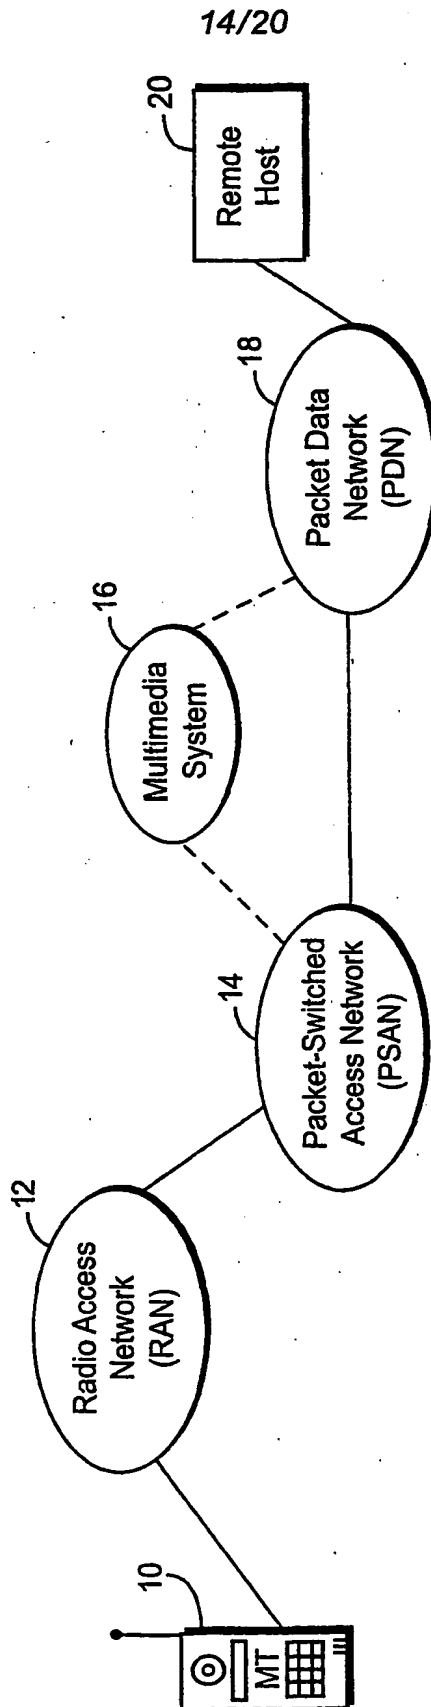 14/20
10
MT
12
Radio Access
Network
(RAN)
14
Packet-Switched
Access Network
(PSAN)
16
Multimedia
System
18
Packet Data
Network
(PDN)
20
Remote
Host